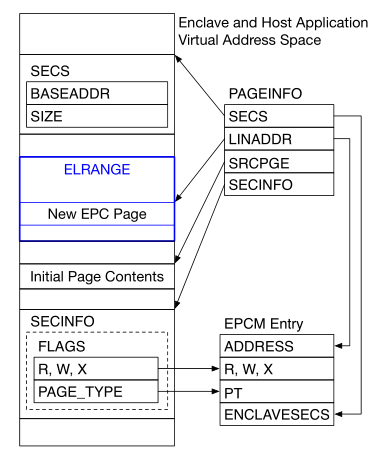 Enclave and Host Application
Virtual Address Space
SECS
BASEADDR
SIZE
ELRANGE
New EPC Page
Initial Page Contents
SECINFO
FLAGS
R, W, X
PAGE_TYPE
PAGEINFO
SECS
LINADDR
SRCPGE
SECINFO
EPCM Entry
ADDRESS
R, W, X
PT
ENCLAVESECS